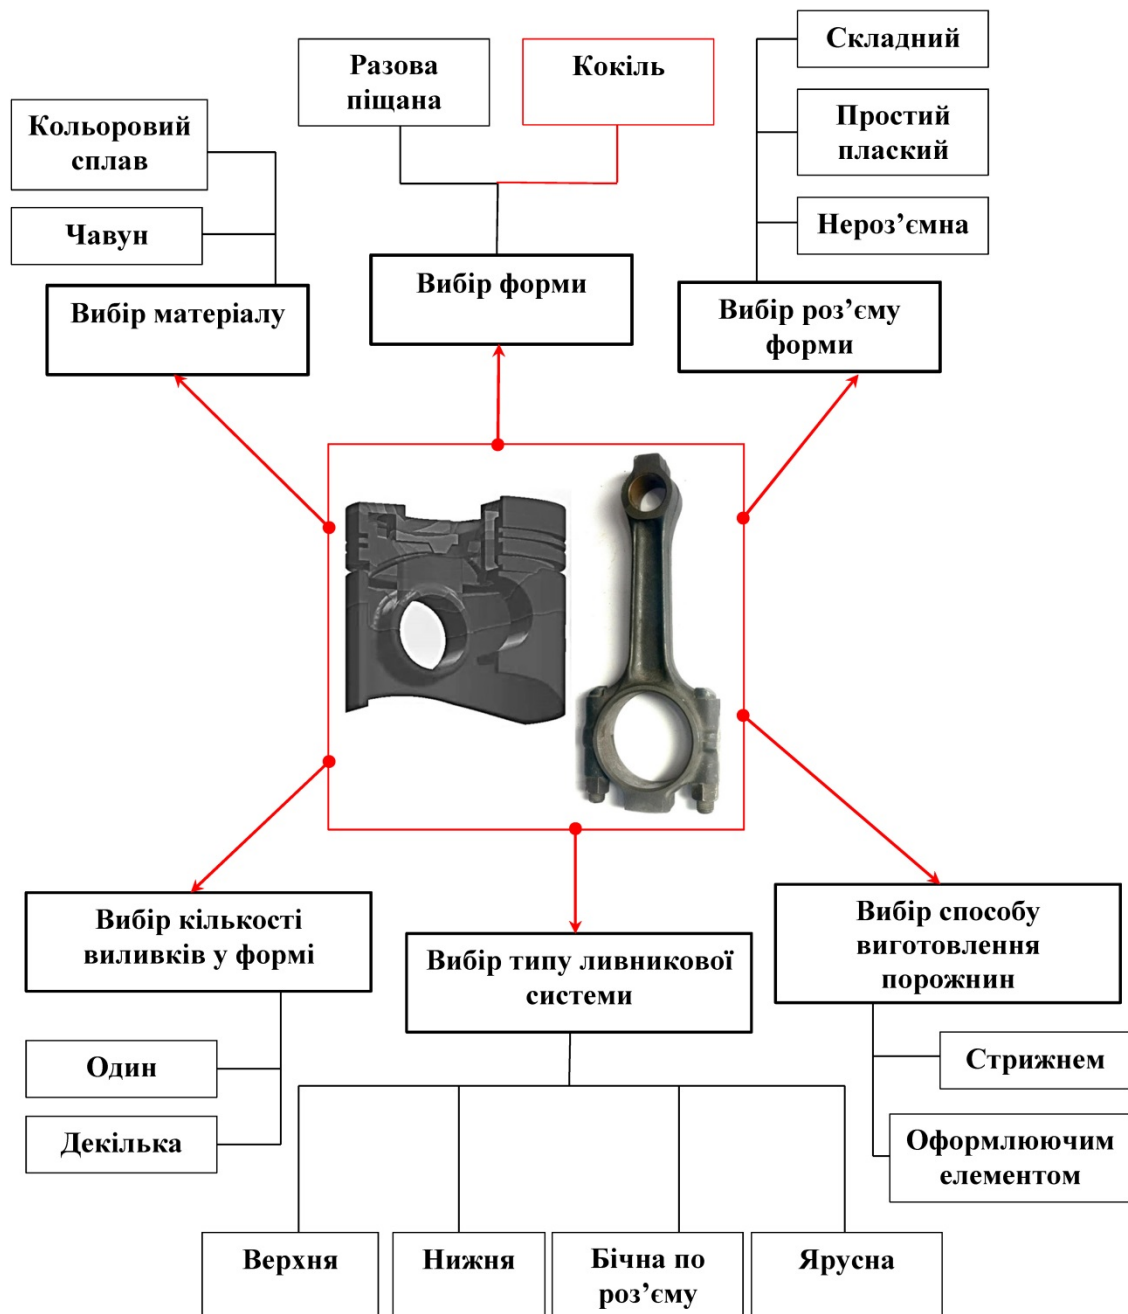 Складний
Разова
піщана
Кокіль
Простий
плаский
Кольоровий
сплав
Чавун
Нероз’ємна
Вибір матеріалу
Вибір форми
Вибір роз’єму
форми
Вибір кількості
виливків у формі
Вибір типу ливникової
системи
Вибір способу
виготовлення
порожнин
Один
Декілька
Стрижнем
Оформлюючим
елементом
Верхня
Нижня
Бічна по
роз’єму
Ярусна